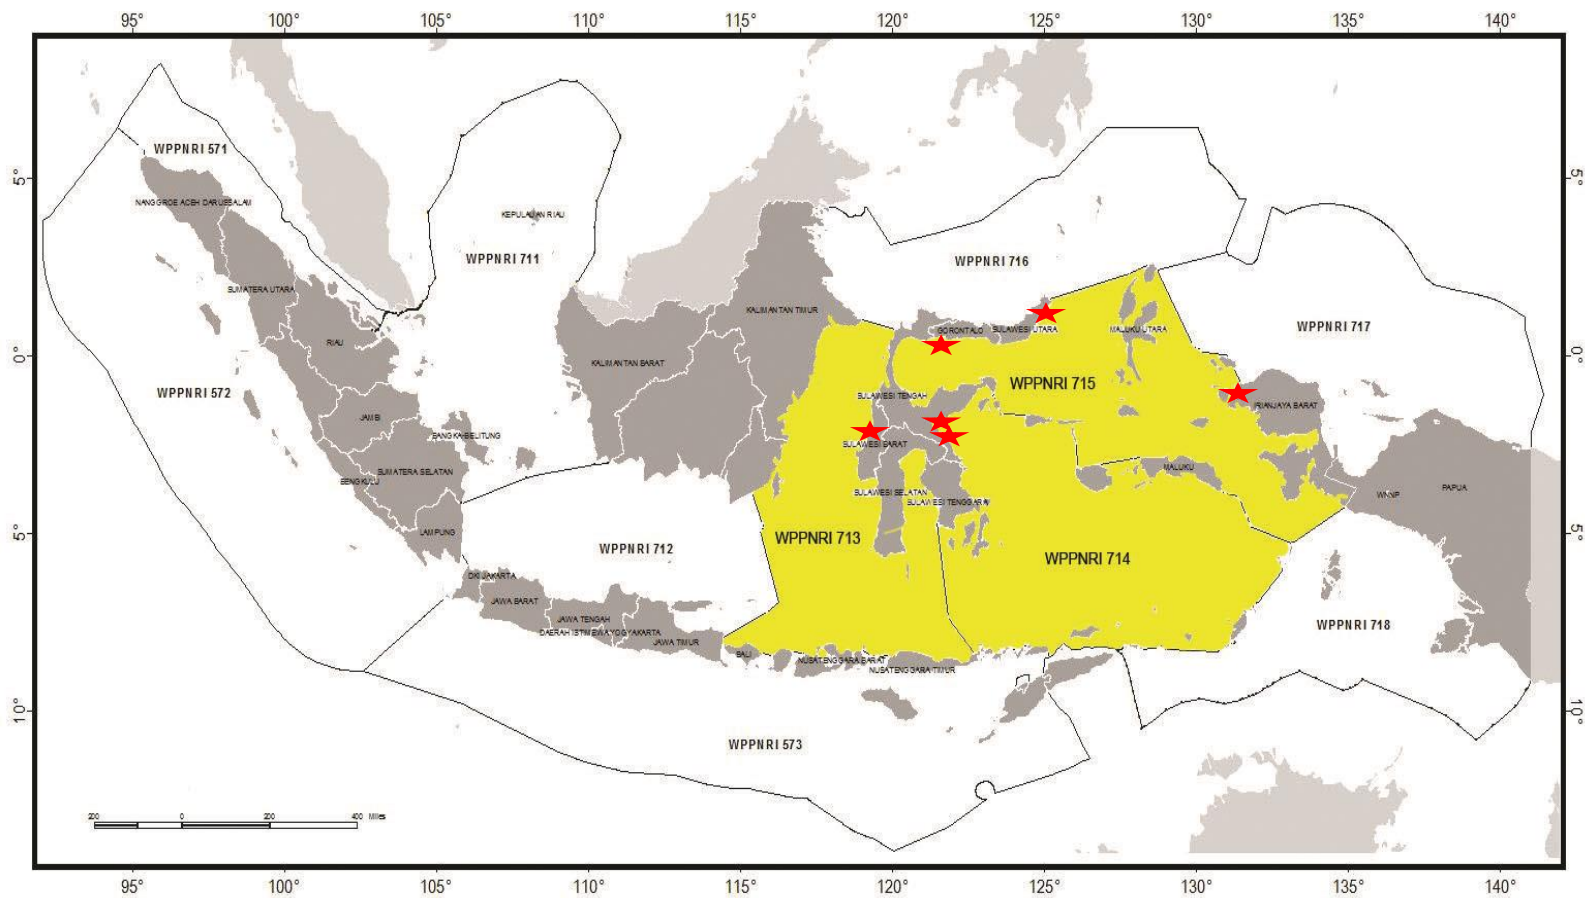 95° 100° 105° 110° 115° 120° 125° 130° 135° 140°
WPPNRI 571
5° 5°
NANGGROE ACEH DARUSSALAM
KEPULAUAN RIAU
WPPNRI 711
WPPNRI 716
SUMATERA UTARA
KALIMANTAN TIMUR
WPPNRI 717
GORONTALO
SULAWESI UTARA
MALUKU UTARA
RIAU
0° 0°
KALIMANTAN BARAT
WPPNRI 715
WPPNRI 572
SULAWESI TENGAH
IRIANJAYA BARAT
JAMBI
BANGKA-BELITUNG
SULAWESI BARAT
SUMATERA SELATAN
MALUKU
BENGKULU
SULAWESI SELATAN
SULAWESI TENGGARA
WNNP
PAPUA
LAMPUNG
5° 5°
WPPNRI 713
WPPNRI 712
WPPNRI 714
DKI JAKARTA
JAWA BARAT
JAWA TENGAH
DAERAH ISTIMEWA YOGYAKARTA
JAWA TIMUR
WPPNRI 718
BALI
NUSATENGGARA BARAT
NUSATENGGARA TIMUR
10° 10°
WPPNRI 573
200 0 200 400 Miles
95° 100° 105° 110° 115° 120° 125° 130° 135° 140°